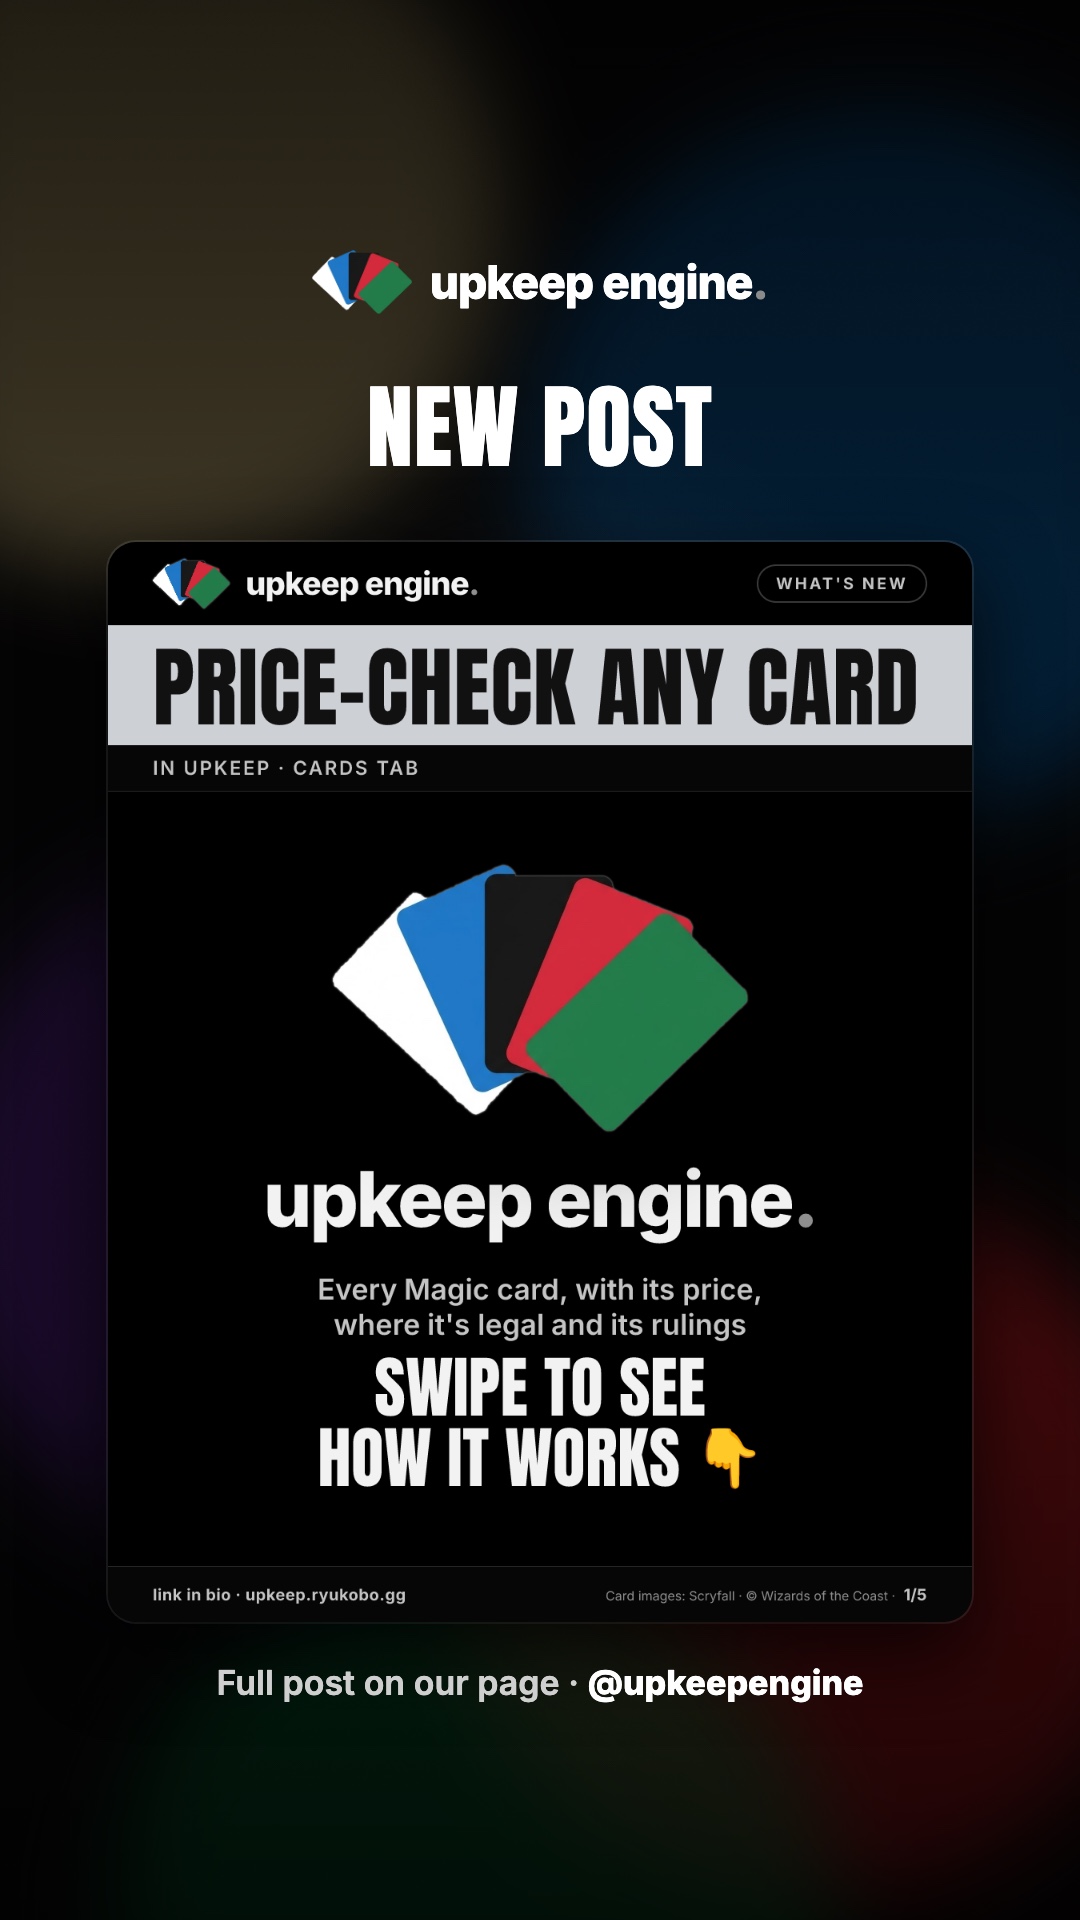 upkeep engine.
NEW POST
upkeep engine.
WHAT'S NEW
PRICE-CHECK ANY CARD
IN UPKEEP · CARDS TAB
upkeep engine.
Every Magic card, with its price,
where it's legal and its rulings
SWIPE TO SEE
HOW IT WORKS 👇
link in bio · upkeep.ryukobo.gg
Card images: Scryfall · © Wizards of the Coast · 1/5
Full post on our page · @upkeepengine